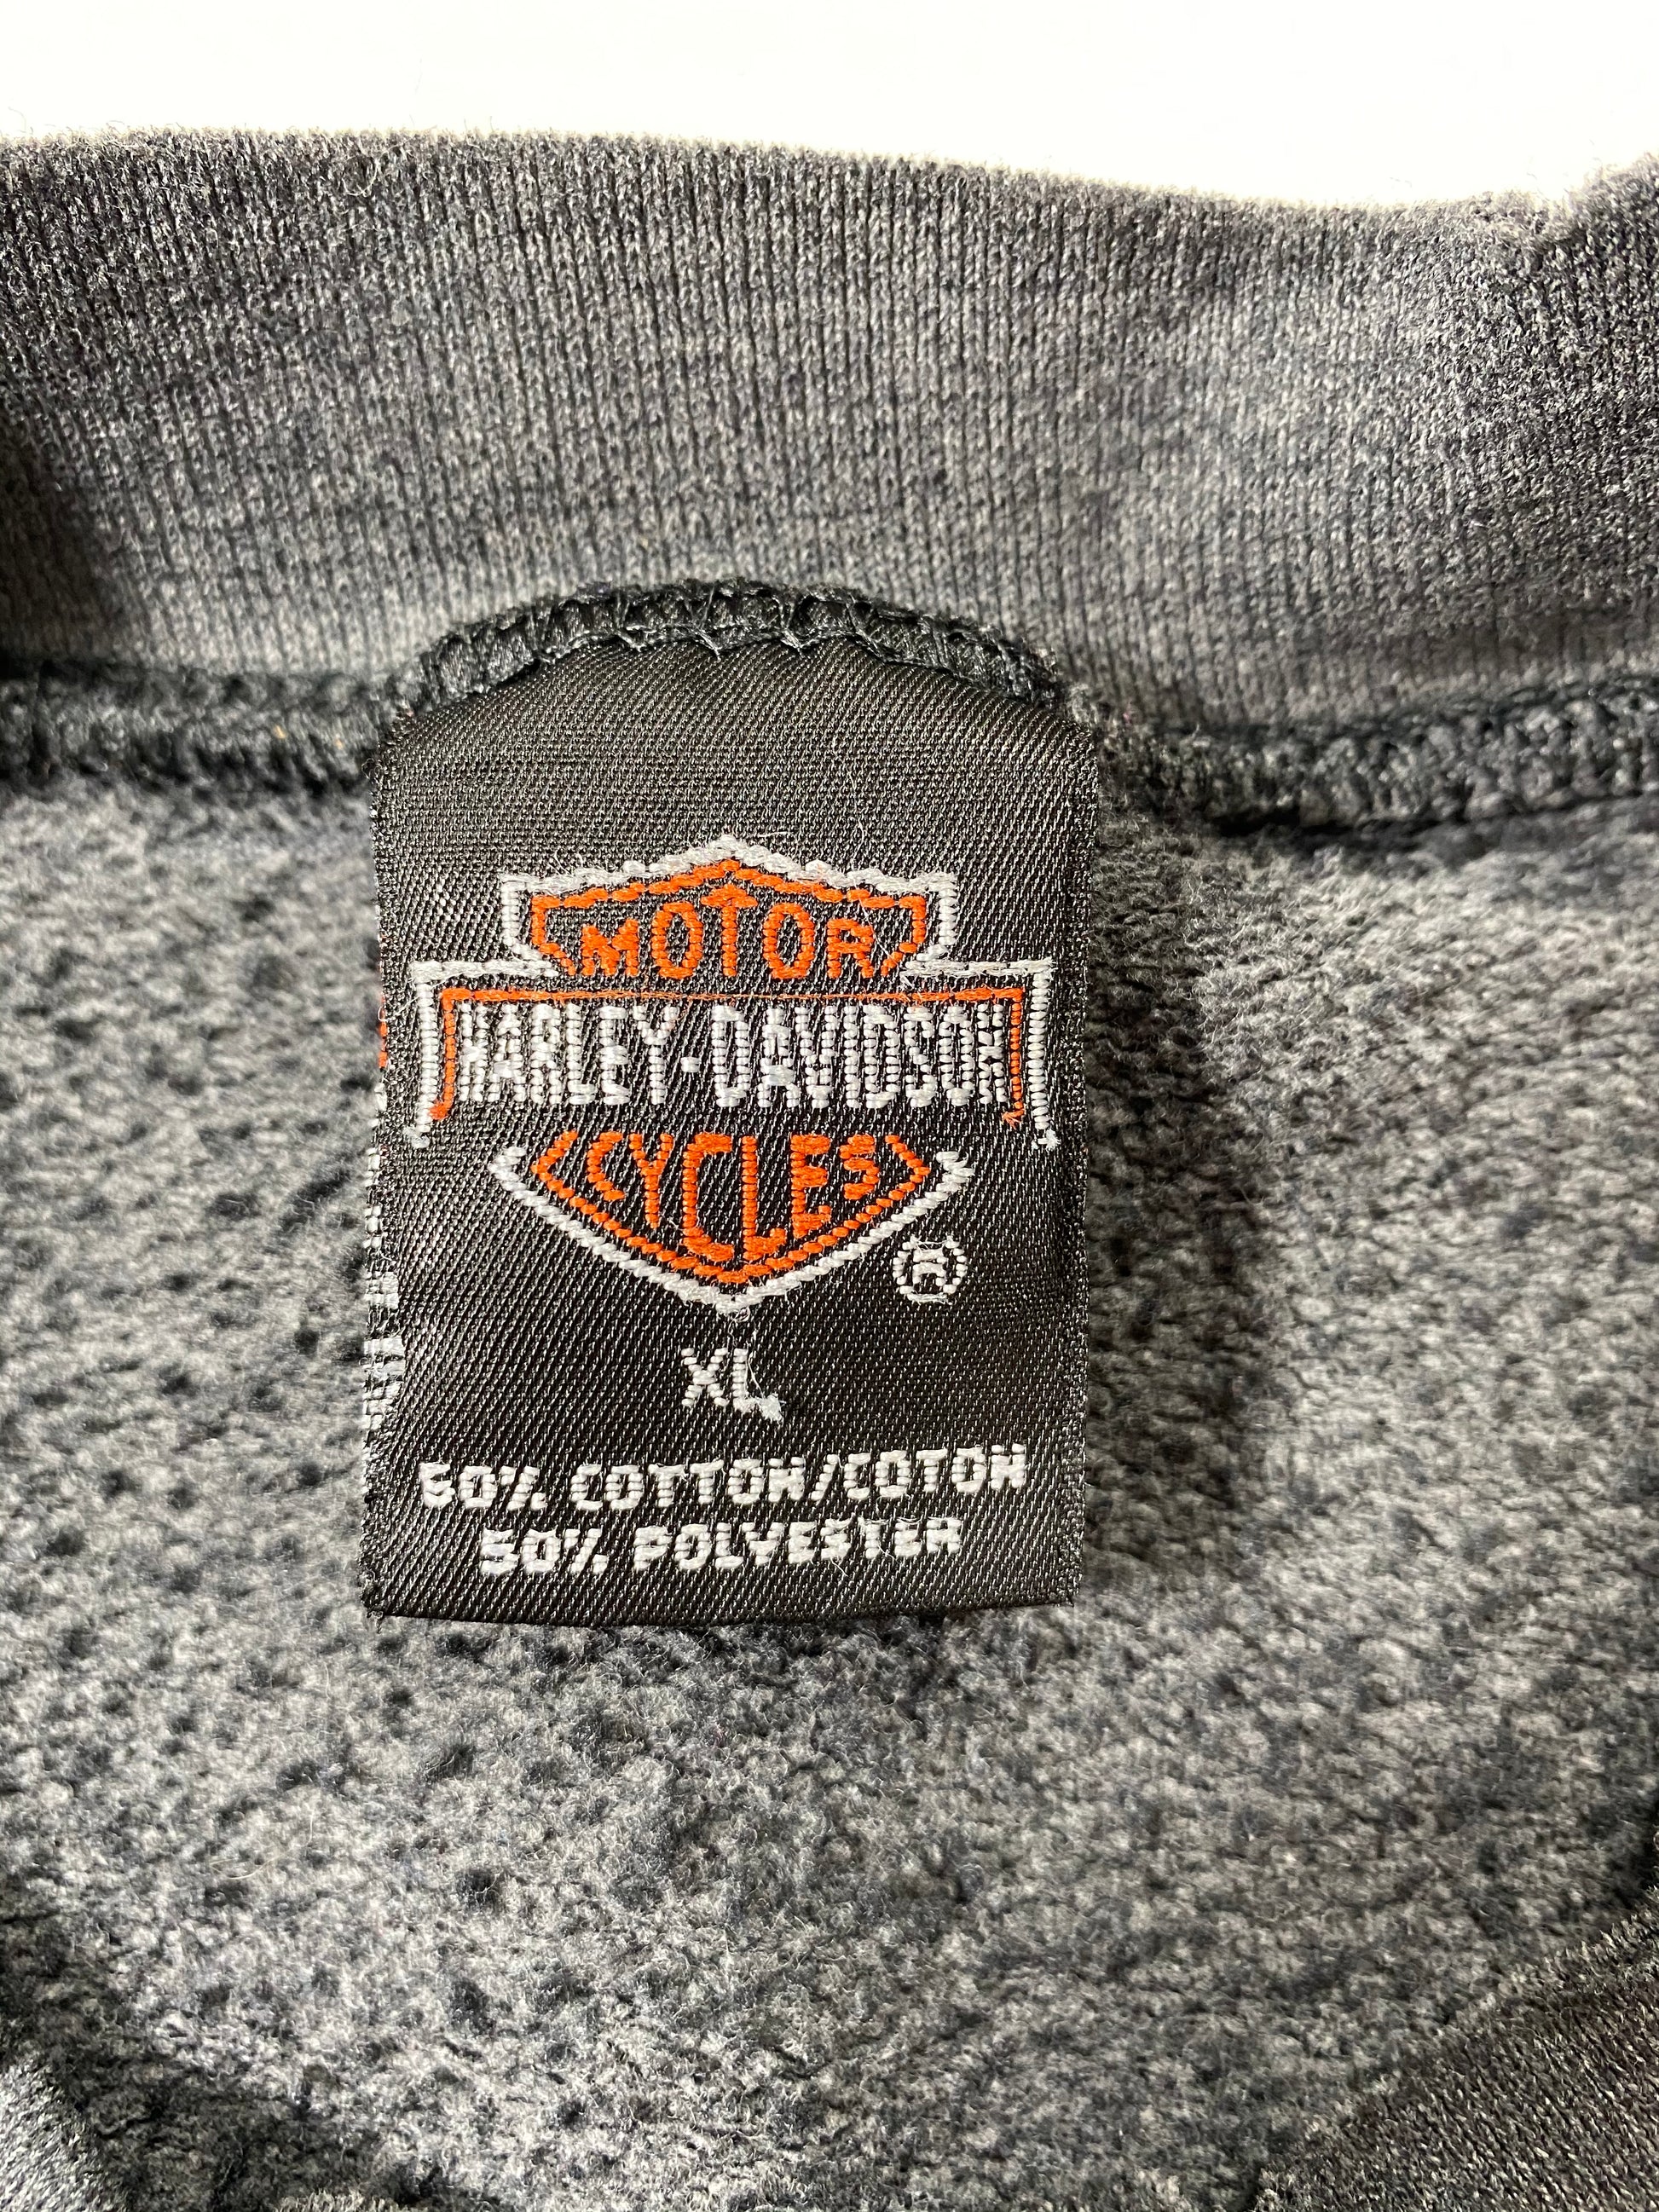 MOTOR
HARLEY-DAVIDSON
CYCLES
®
XL
50% COTTON/COTON
50% POLYESTER